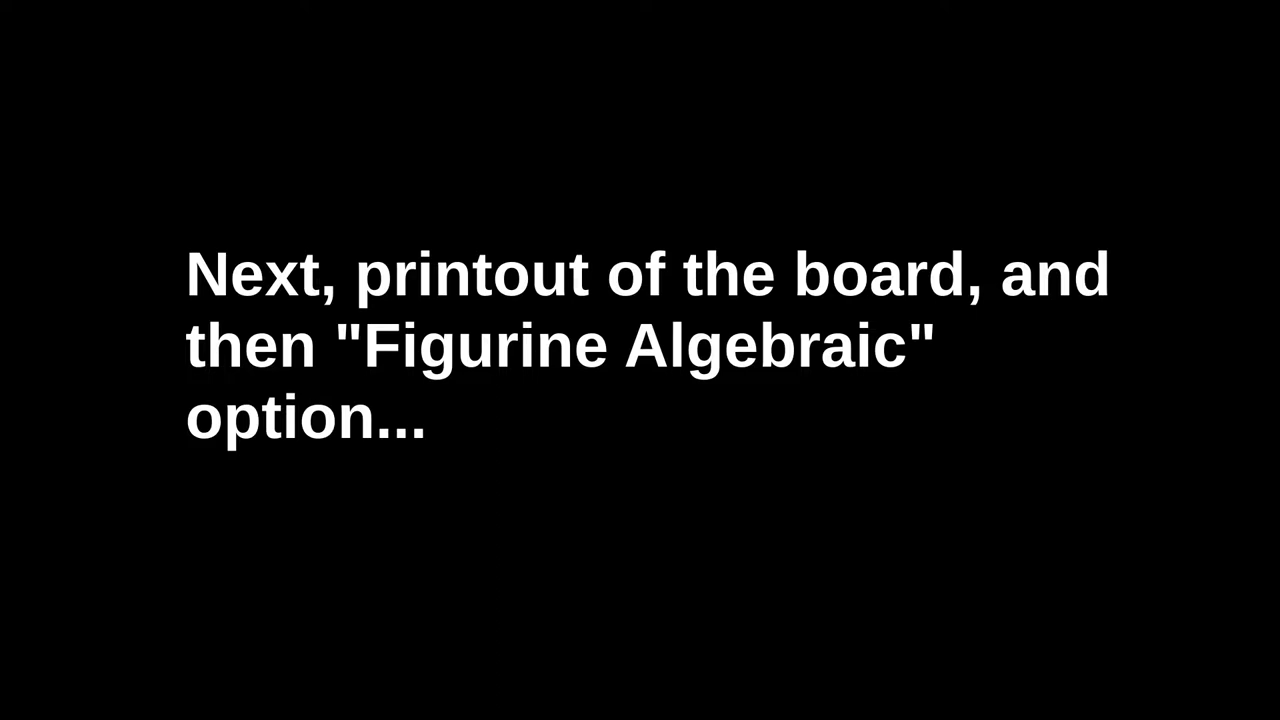 Next, printout of the board, and
then "Figurine Algebraic"
option...